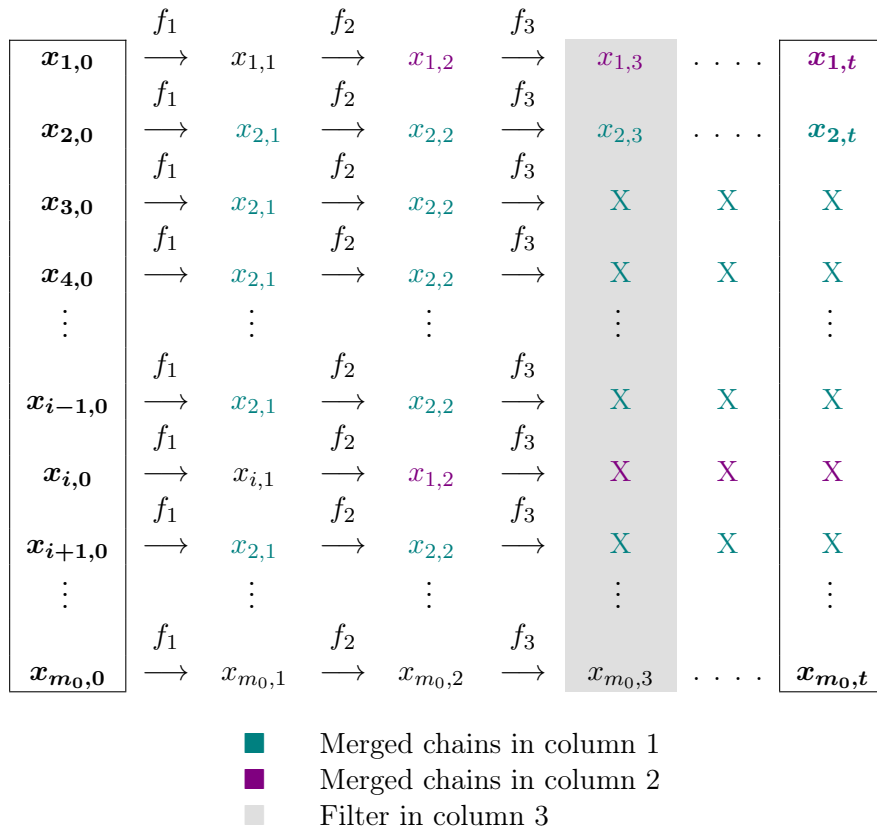 f₁ f₂ f₃
x₁,₀ ⟶ x₁,₁ ⟶ x₁,₂ ⟶ x₁,₃ . . . . x₁,ₜ
f₁ f₂ f₃
x₂,₀ ⟶ x₂,₁ ⟶ x₂,₂ ⟶ x₂,₃ . . . . x₂,ₜ
f₁ f₂ f₃
x₃,₀ ⟶ x₂,₁ ⟶ x₂,₂ ⟶ X X X
f₁ f₂ f₃
x₄,₀ ⟶ x₂,₁ ⟶ x₂,₂ ⟶ X X X
⋮ ⋮ ⋮ ⋮ ⋮
f₁ f₂ f₃
xᵢ₋₁,₀ ⟶ x₂,₁ ⟶ x₂,₂ ⟶ X X X
f₁ f₂ f₃
xᵢ,₀ ⟶ xᵢ,₁ ⟶ x₁,₂ ⟶ X X X
f₁ f₂ f₃
xᵢ₊₁,₀ ⟶ x₂,₁ ⟶ x₂,₂ ⟶ X X X
⋮ ⋮ ⋮ ⋮ ⋮
f₁ f₂ f₃
xₘ₀,₀ ⟶ xₘ₀,₁ ⟶ xₘ₀,₂ ⟶ xₘ₀,₃ . . . . xₘ₀,ₜ
Merged chains in column 1
Merged chains in column 2
Filter in column 3